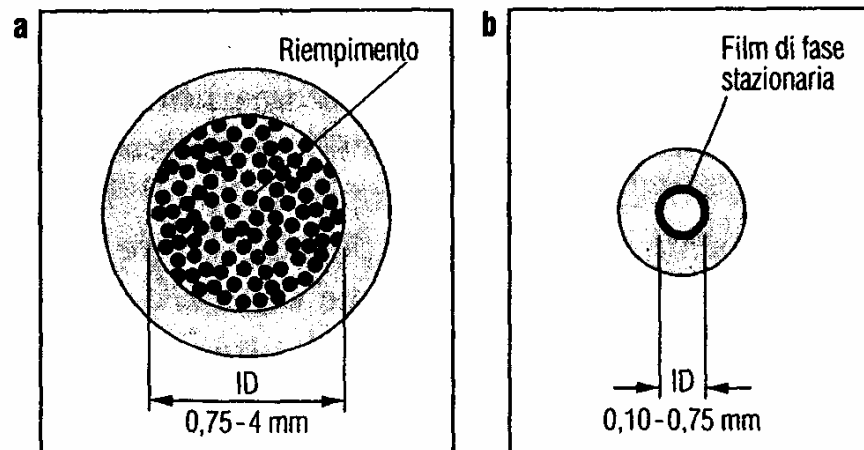 a
Riempimento
ID
0,75-4 mm
b
Film di fase
stazionaria
ID
0,10-0,75 mm